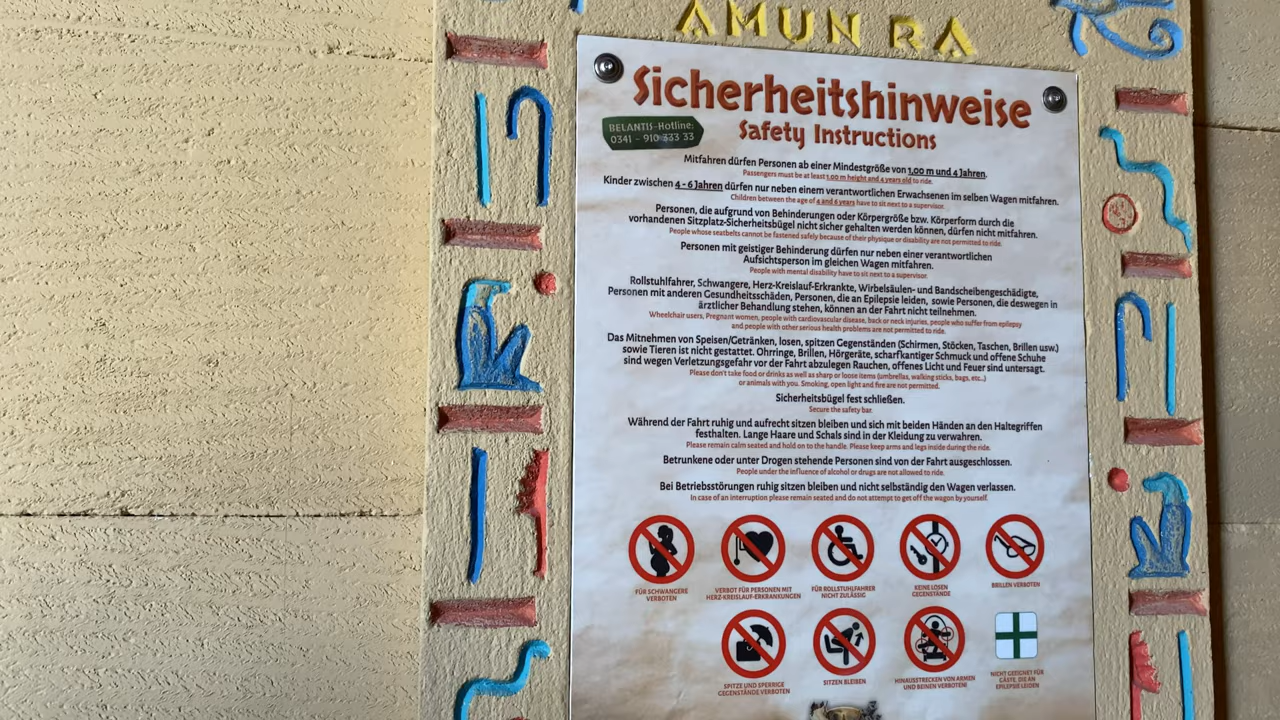 AMUN RA
Sicherheitshinweise
Safety Instructions
BELANTIS-Hotline:
0341 - 910 333 33
Mitfahren dürfen Personen ab einer Mindestgröße von 1,00 m und 4 Jahren.
Passengers must be at least 1,00 m height and 4 years old to ride.
Kinder zwischen 4 - 6 Jahren dürfen nur neben einem verantwortlichen Erwachsenen im selben Wagen mitfahren.
Children between the age of 4 and 6 years have to sit next to a supervisor.
Personen, die aufgrund von Behinderungen oder Körpergröße bzw. Körperform durch die
vorhandenen Sitzplatz-Sicherheitsbügel nicht sicher gehalten werden können, dürfen nicht mitfahren.
People whose seatbelts cannot be fastened safely because of their physique or disability are not permitted to ride.
Personen mit geistiger Behinderung dürfen nur neben einer verantwortlichen
Aufsichtsperson im gleichen Wagen mitfahren.
People with mental disability have to sit next to a supervisor.
Rollstuhlfahrer, Schwangere, Herz-Kreislauf-Erkrankte, Wirbelsäulen- und Bandscheibengeschädigte,
Personen mit anderen Gesundheitsschäden, Personen, die an Epilepsie leiden, sowie Personen, die deswegen in
ärztlicher Behandlung stehen, können an der Fahrt nicht teilnehmen.
Wheelchair users, Pregnant women, people with cardiovascular disease, back or neck injuries, people who suffer from epilepsy
and people with other serious health problems are not permitted to ride.
Das Mitnehmen von Speisen/Getränken, losen, spitzen Gegenständen (Schirmen, Stöcken, Taschen, Brillen usw.)
sowie Tieren ist nicht gestattet. Ohrringe, Brillen, Hörgeräte, scharfkantiger Schmuck und offene Schuhe
sind wegen Verletzungsgefahr vor der Fahrt abzulegen Rauchen, offenes Licht und Feuer sind untersagt.
Please don't take food or drinks as well as sharp or loose items (umbrellas, walking sticks, bags, etc.,)
or animals with you. Smoking, open light and fire are not permitted.
Sicherheitsbügel fest schließen.
Secure the safety bar.
Während der Fahrt ruhig und aufrecht sitzen bleiben und sich mit beiden Händen an den Haltegriffen
festhalten. Lange Haare und Schals sind in der Kleidung zu verwahren.
Please remain calm seated and hold on to the handle. Please keep arms and legs inside during the ride.
Betrunkene oder unter Drogen stehende Personen sind von der Fahrt ausgeschlossen.
People under the influence of alcohol or drugs are not allowed to ride.
Bei Betriebsstörungen ruhig sitzen bleiben und nicht selbständig den Wagen verlassen.
In case of an interruption please remain seated and do not attempt to get off the wagon by yourself.
FÜR SCHWANGERE
VERBOTEN
VERBOT FÜR PERSONEN MIT
HERZ-KREISLAUF-ERKRANKUNGEN
FÜR ROLLSTUHLFAHRER
NICHT ZULÄSSIG
KEINE LOSEN
GEGENSTÄNDE
BRILLEN VERBOTEN
SPITZE UND SPERRIGE
GEGENSTÄNDE VERBOTEN
SITZEN BLEIBEN
HINAUSSTRECKEN VON ARMEN
UND BEINEN VERBOTEN!
NICHT GEEIGNET FÜR
GÄSTE, DIE AN
EPILEPSIE LEIDEN